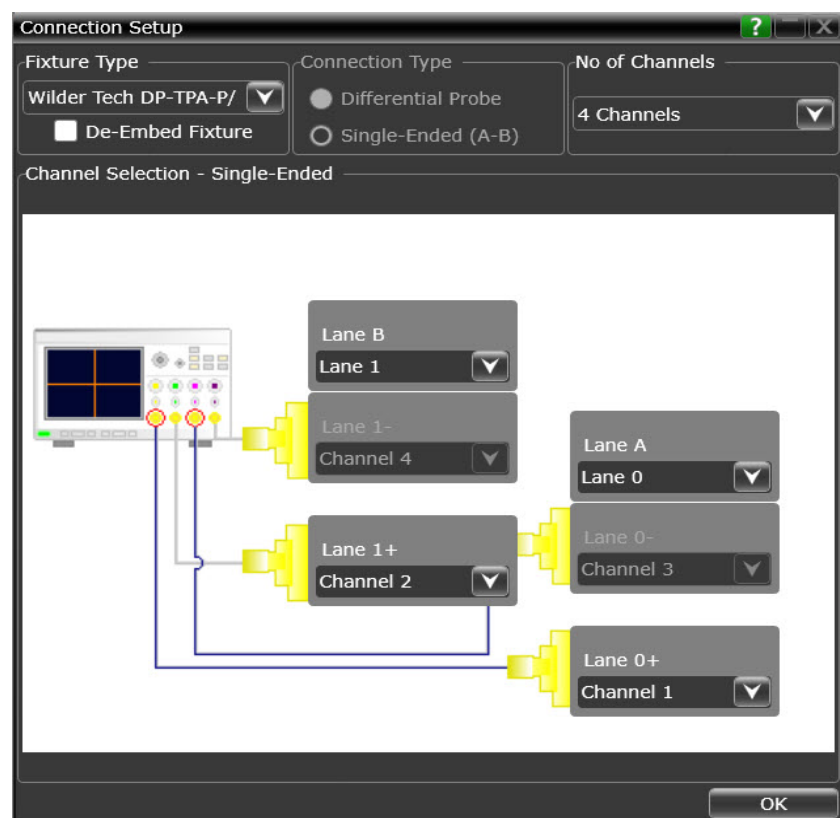 Connection Setup
?
X
Fixture Type
Wilder Tech DP-TPA-P/
De-Embed Fixture
Connection Type
Differential Probe
Single-Ended (A-B)
No of Channels
4 Channels
Channel Selection - Single-Ended
Lane B
Lane 1
Lane 1-
Channel 4
Lane A
Lane 0
Lane 0-
Channel 3
Lane 1+
Channel 2
Lane 0+
Channel 1
OK